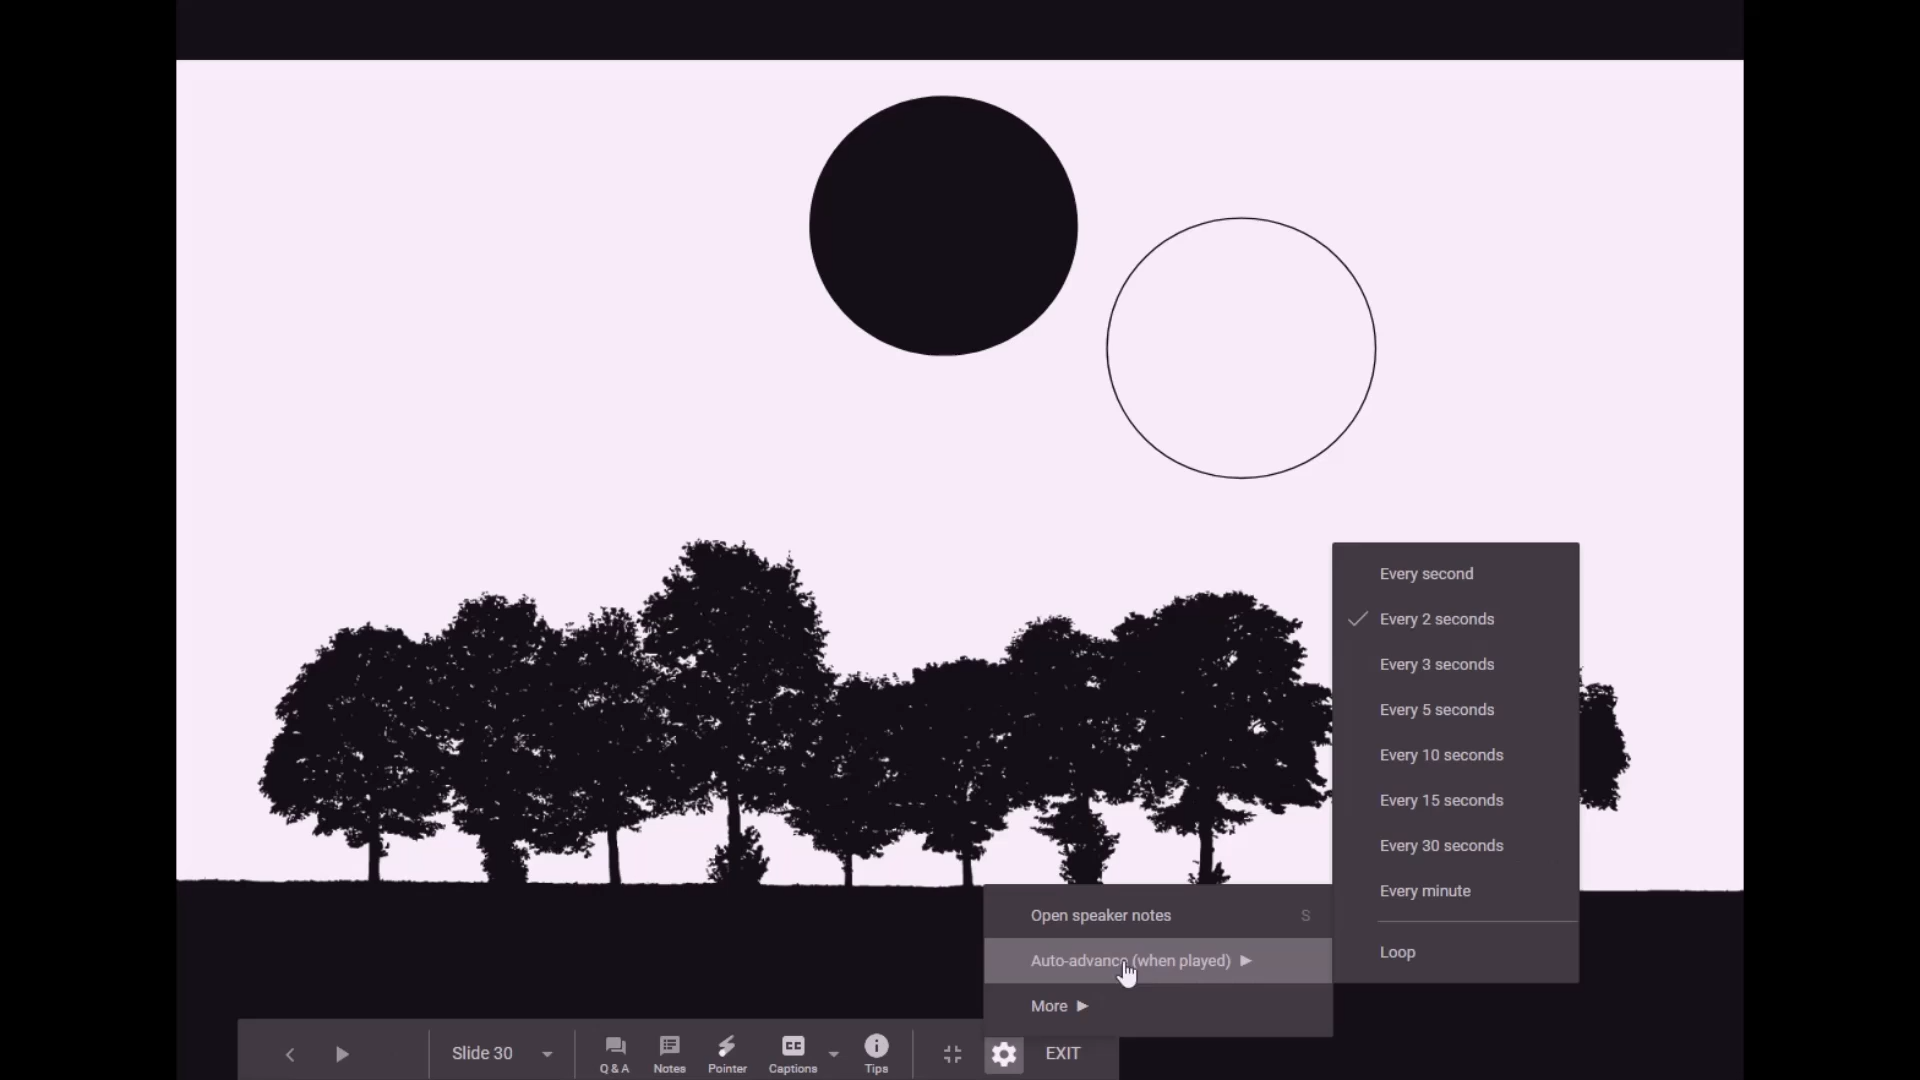 Every second
Every 2 seconds
Every 3 seconds
Every 5 seconds
Every 10 seconds
Every 15 seconds
Every 30 seconds
Every minute
Loop
Open speaker notes S
Auto-advance (when played)
More
Slide 30
Q & A
Notes
Pointer
CC
Captions
Tips
EXIT